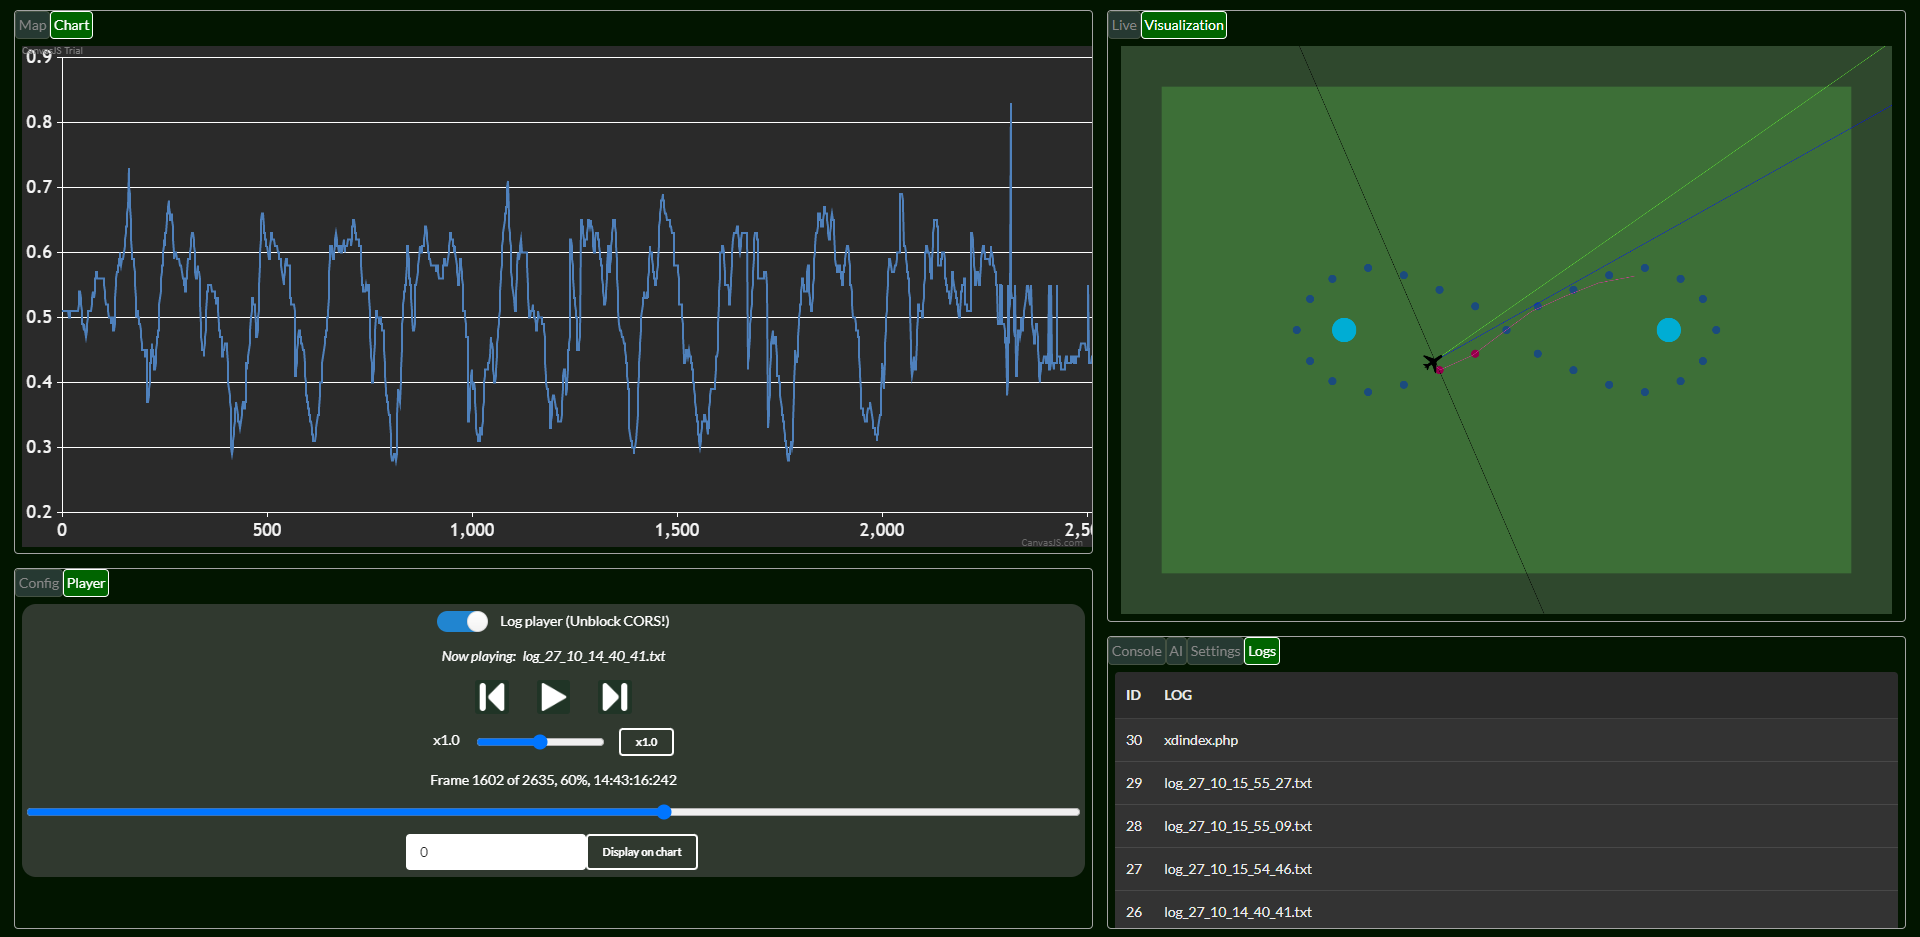 Map Chart
CanvasJS Trial
0.9
0.8
0.7
0.6
0.5
0.4
0.3
0.2
0 500 1,000 1,500 2,000 2,5
CanvasJS.com
Config Player
Log player (Unblock CORS!)
Now playing: log_27_10_14_40_41.txt
x1.0 x1.0
Frame 1602 of 2635, 60%, 14:43:16:242
0 Display on chart
Live Visualization
Console AI Settings Logs
ID LOG
30 xdindex.php
29 log_27_10_15_55_27.txt
28 log_27_10_15_55_09.txt
27 log_27_10_15_54_46.txt
26 log_27_10_14_40_41.txt